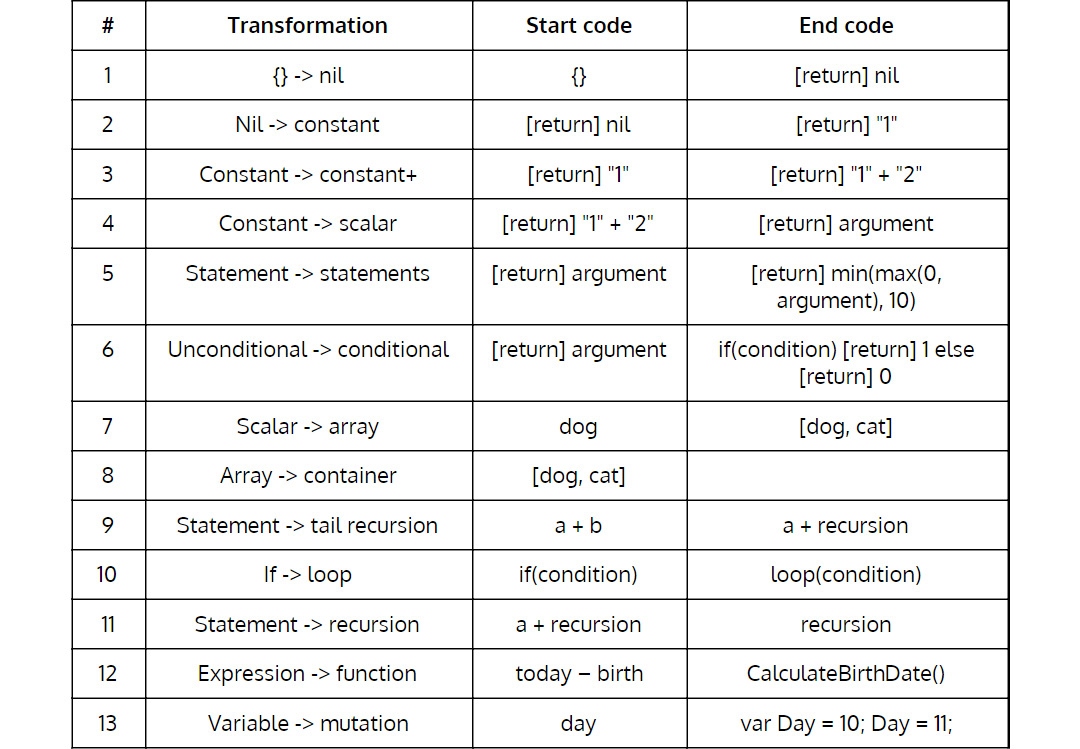 # Transformation Start code End code
1 {} -> nil {} [return] nil
2 Nil -> constant [return] nil [return] "1"
3 Constant -> constant+ [return] "1" [return] "1" + "2"
4 Constant -> scalar [return] "1" + "2" [return] argument
5 Statement -> statements [return] argument [return] min(max(0,
argument), 10)
6 Unconditional -> conditional [return] argument if(condition) [return] 1 else
[return] 0
7 Scalar -> array dog [dog, cat]
8 Array -> container [dog, cat]
9 Statement -> tail recursion a + b a + recursion
10 If -> loop if(condition) loop(condition)
11 Statement -> recursion a + recursion recursion
12 Expression -> function today – birth CalculateBirthDate()
13 Variable -> mutation day var Day = 10; Day = 11;